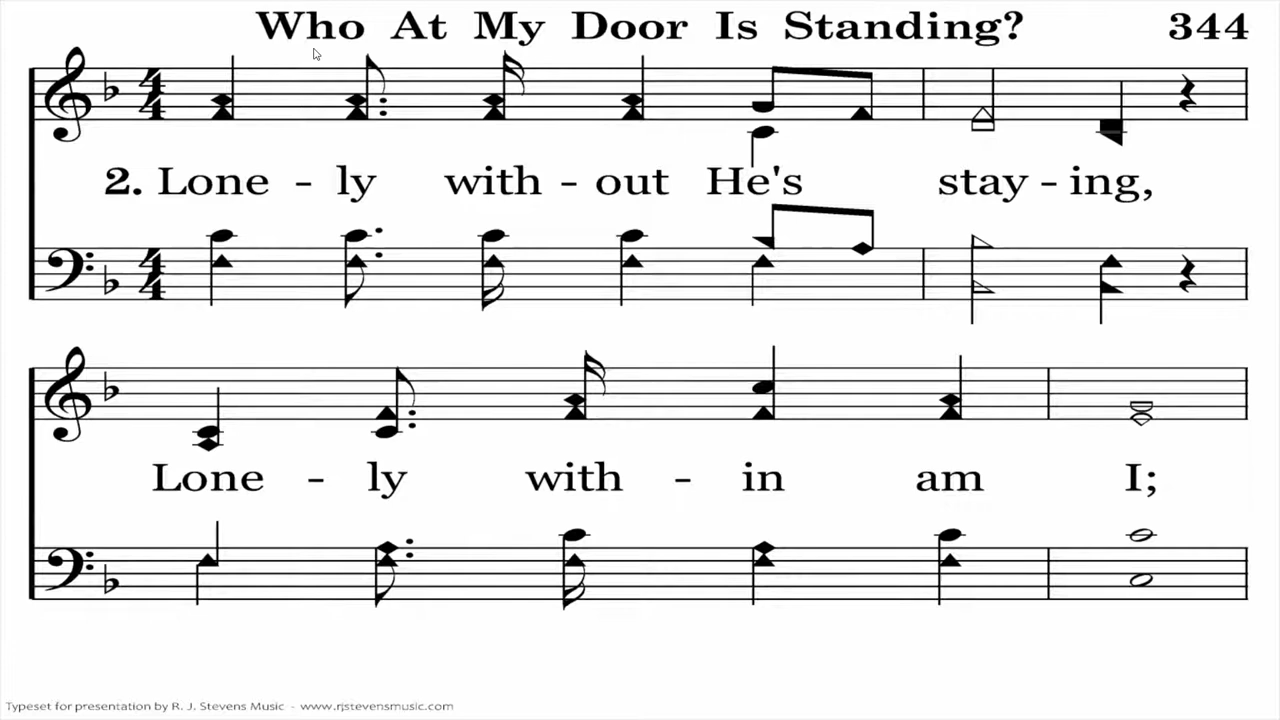 Who At My Door Is Standing? 344
2. Lone - ly with - out He's stay - ing,
Lone - ly with - in am I;
Typeset for presentation by R. J. Stevens Music - www.rjstevensmusic.com